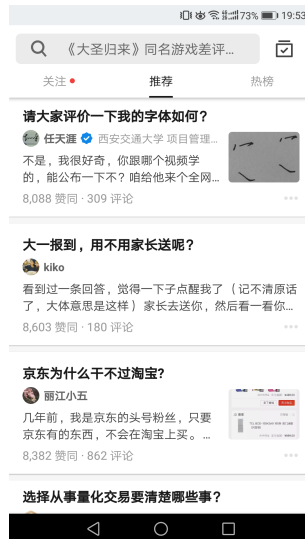 73% 19:53
《大圣归来》同名游戏差评...
关注 推荐 热榜
请大家评价一下我的字体如何？
任天涯 西安交通大学 项目管理...
不是，我很好奇，你跟哪个视频学
的，能公布一下不？咱给他来个全网...
8,088 赞同 · 309 评论
大一报到，用不用家长送呢？
kiko
看到过一条回答，觉得一下子点醒我了（记不清原话
了，大体意思是这样）家长去送你，然后看一看你...
8,603 赞同 · 180 评论
京东为什么干不过淘宝？
丽江小五
几年前，我是京东的头号粉丝，只要
京东有的东西，不会在淘宝上买。...
8,382 赞同 · 862 评论
选择从事量化交易要清楚哪些事？